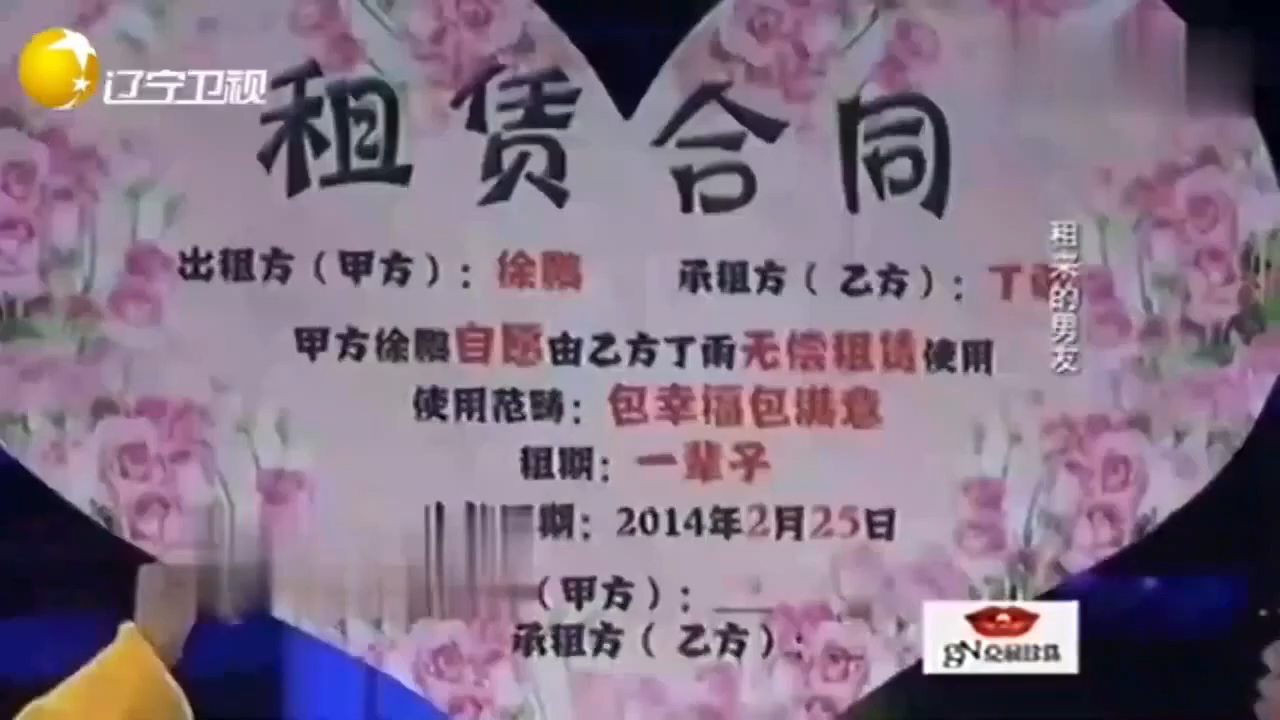 辽宁卫视
租赁合同
出租方（甲方）：徐鹏 承租方（乙方）：丁雨
甲方徐鹏自愿由乙方丁雨无偿租赁使用
使用范畴：包幸福包满意
租期：一辈子
期：2014年2月25日
（甲方）：
承租方（乙方）：
租来的男友
gN